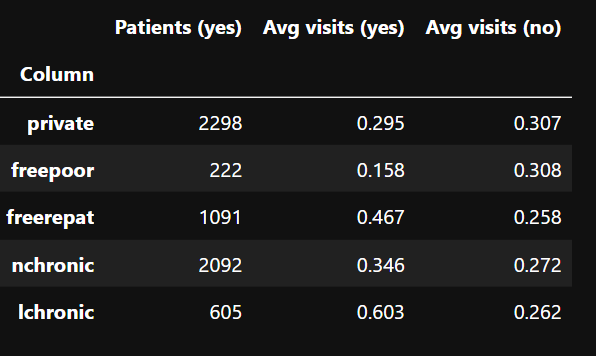 Patients (yes) Avg visits (yes) Avg visits (no)
Column
private 2298 0.295 0.307
freepoor 222 0.158 0.308
freerepat 1091 0.467 0.258
nchronic 2092 0.346 0.272
lchronic 605 0.603 0.262